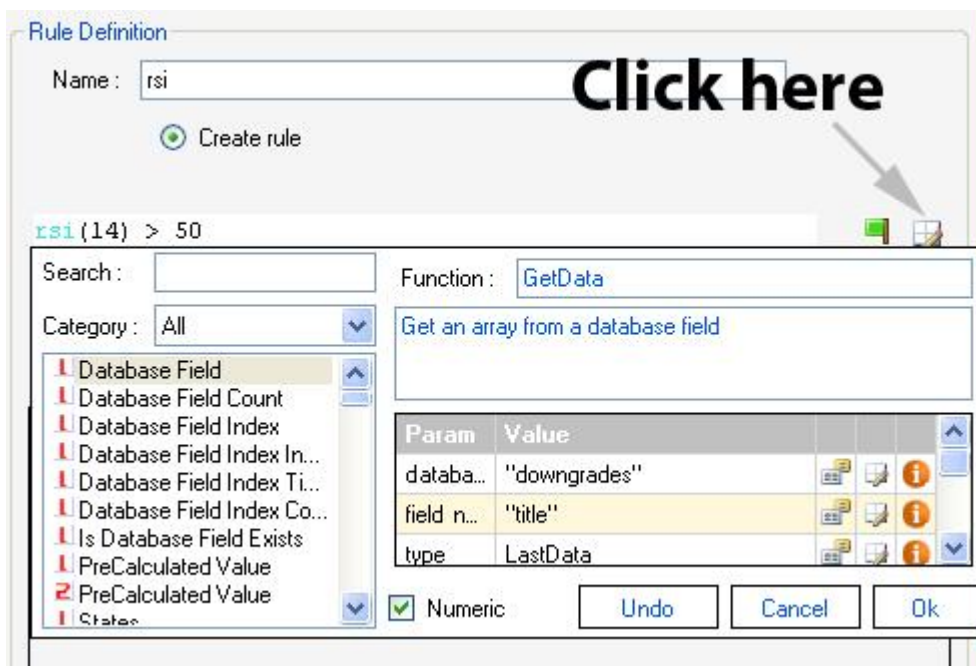 Rule Definition
Name : rsi
Click here
Create rule
rsi(14) > 50
Search :
Function : GetData
Category : All
Get an array from a database field
Database Field
Database Field Count
Database Field Index
Database Field Index In...
Database Field Index Ti...
Database Field Index Co...
Is Database Field Exists
PreCalculated Value
PreCalculated Value
States
Param Value
databa... "downgrades"
field n... "title"
type LastData
Numeric
Undo
Cancel
Ok